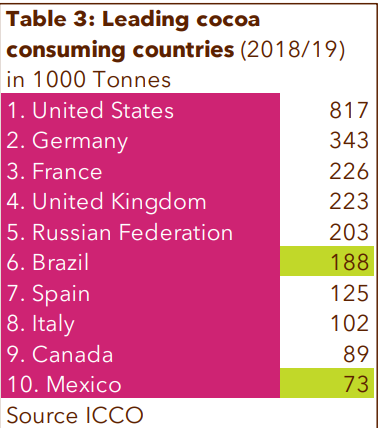 Table 3: Leading cocoa
consuming countries (2018/19)
in 1000 Tonnes
1. United States 817
2. Germany 343
3. France 226
4. United Kingdom 223
5. Russian Federation 203
6. Brazil 188
7. Spain 125
8. Italy 102
9. Canada 89
10. Mexico 73
Source ICCO